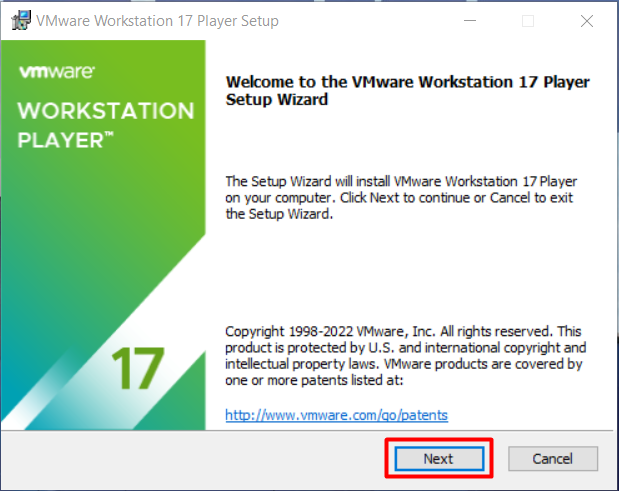 VMware Workstation 17 Player Setup
vmware®
WORKSTATION
PLAYER™
17
Welcome to the VMware Workstation 17 Player
Setup Wizard
The Setup Wizard will install VMware Workstation 17 Player
on your computer. Click Next to continue or Cancel to exit
the Setup Wizard.
Copyright 1998-2022 VMware, Inc. All rights reserved. This
product is protected by U.S. and international copyright and
intellectual property laws. VMware products are covered by
one or more patents listed at:
http://www.vmware.com/go/patents
Next
Cancel